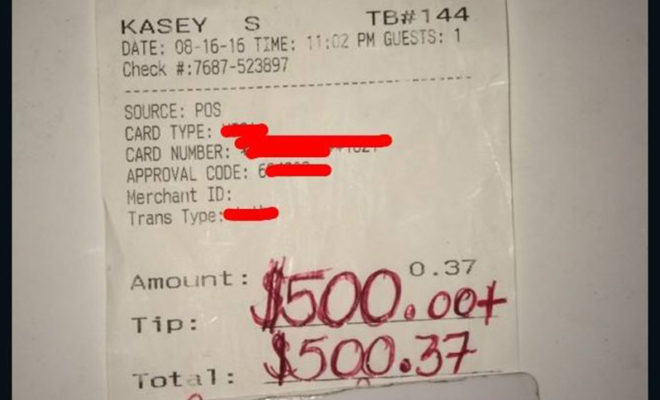 KASEY S TB#144
DATE: 08-16-16 TIME: 11:02 PM GUESTS: 1
Check #:7687-523897
SOURCE: POS
CARD TYPE:
CARD NUMBER:
APPROVAL CODE: 6
Merchant ID:
Trans Type:
Amount: 0.37
Tip: $500.00+
Total: $500.37